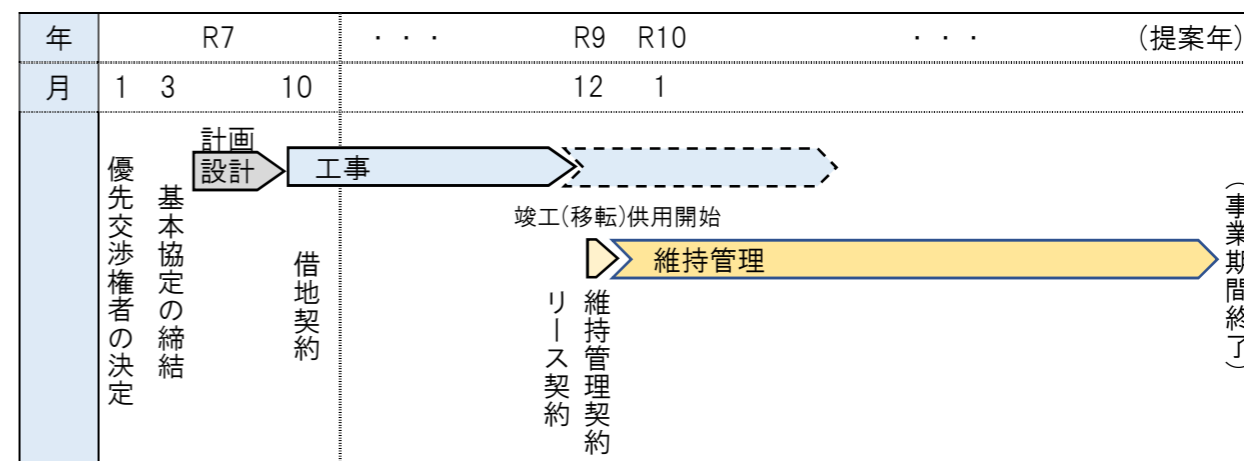 年 R7 ・・・ R9 R10 ・・・ (提案年)
月 1 3 10 12 1
計画
設計
工事
優先交渉権者の決定
基本協定の締結
借地契約
竣工(移転)供用開始
維持管理
リース契約
維持管理契約
(事業期間終了)